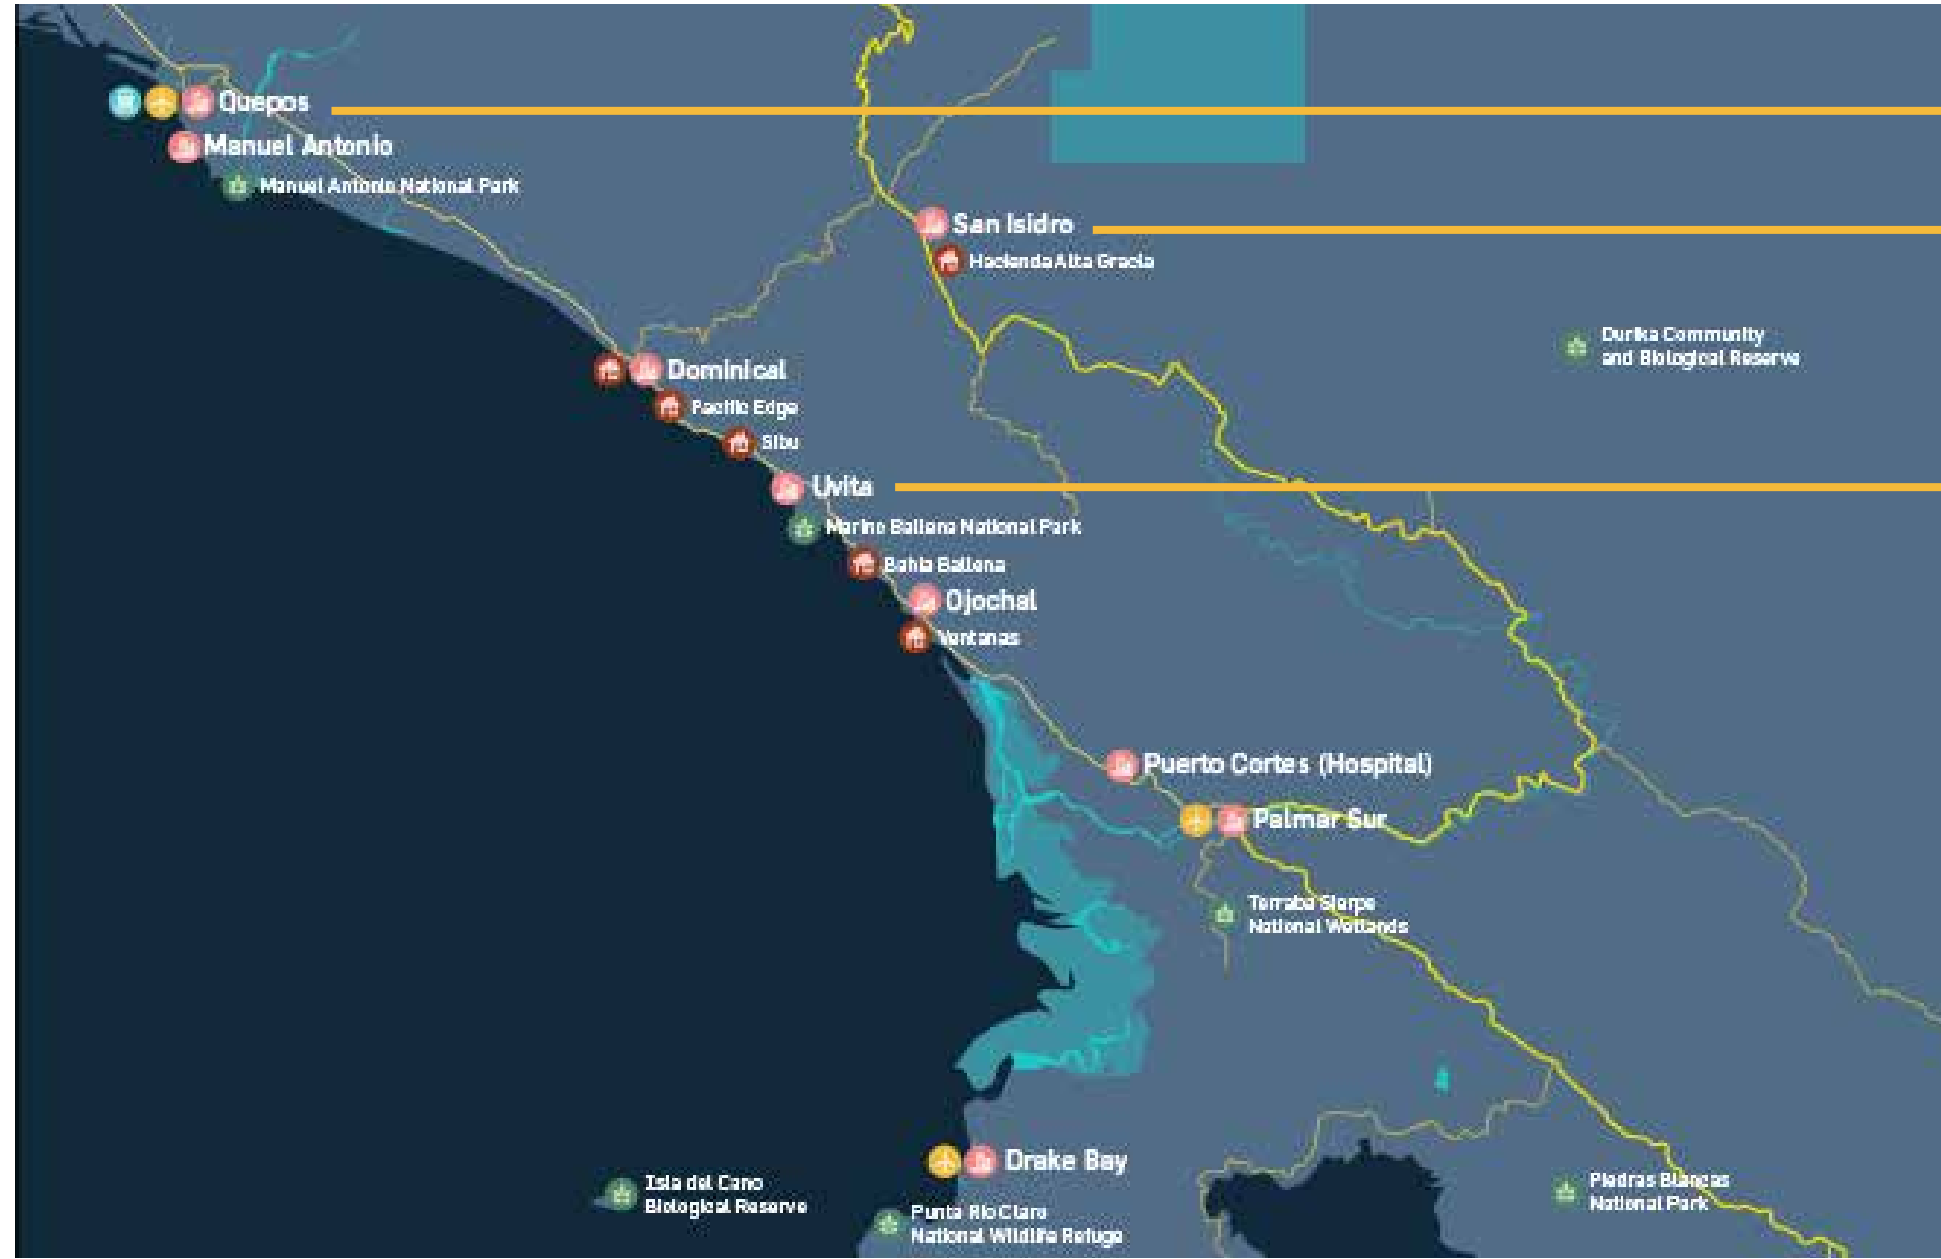 Quepos
Manuel Antonio
Manuel Antonio National Park
San Isidro
Hacienda Alta Gracia
Durika Community
and Biological Reserve
Dominical
Pacific Edge
Sibu
Uvita
Marino Ballena National Park
Bahia Ballena
Ojochal
Ventanas
Puerto Cortes (Hospital)
Palmar Sur
Terraba Sierpe
National Wetlands
Drake Bay
Isla del Cano
Biological Reserve
Punta Rio Claro
National Wildlife Refuge
Piedras Blancas
National Park